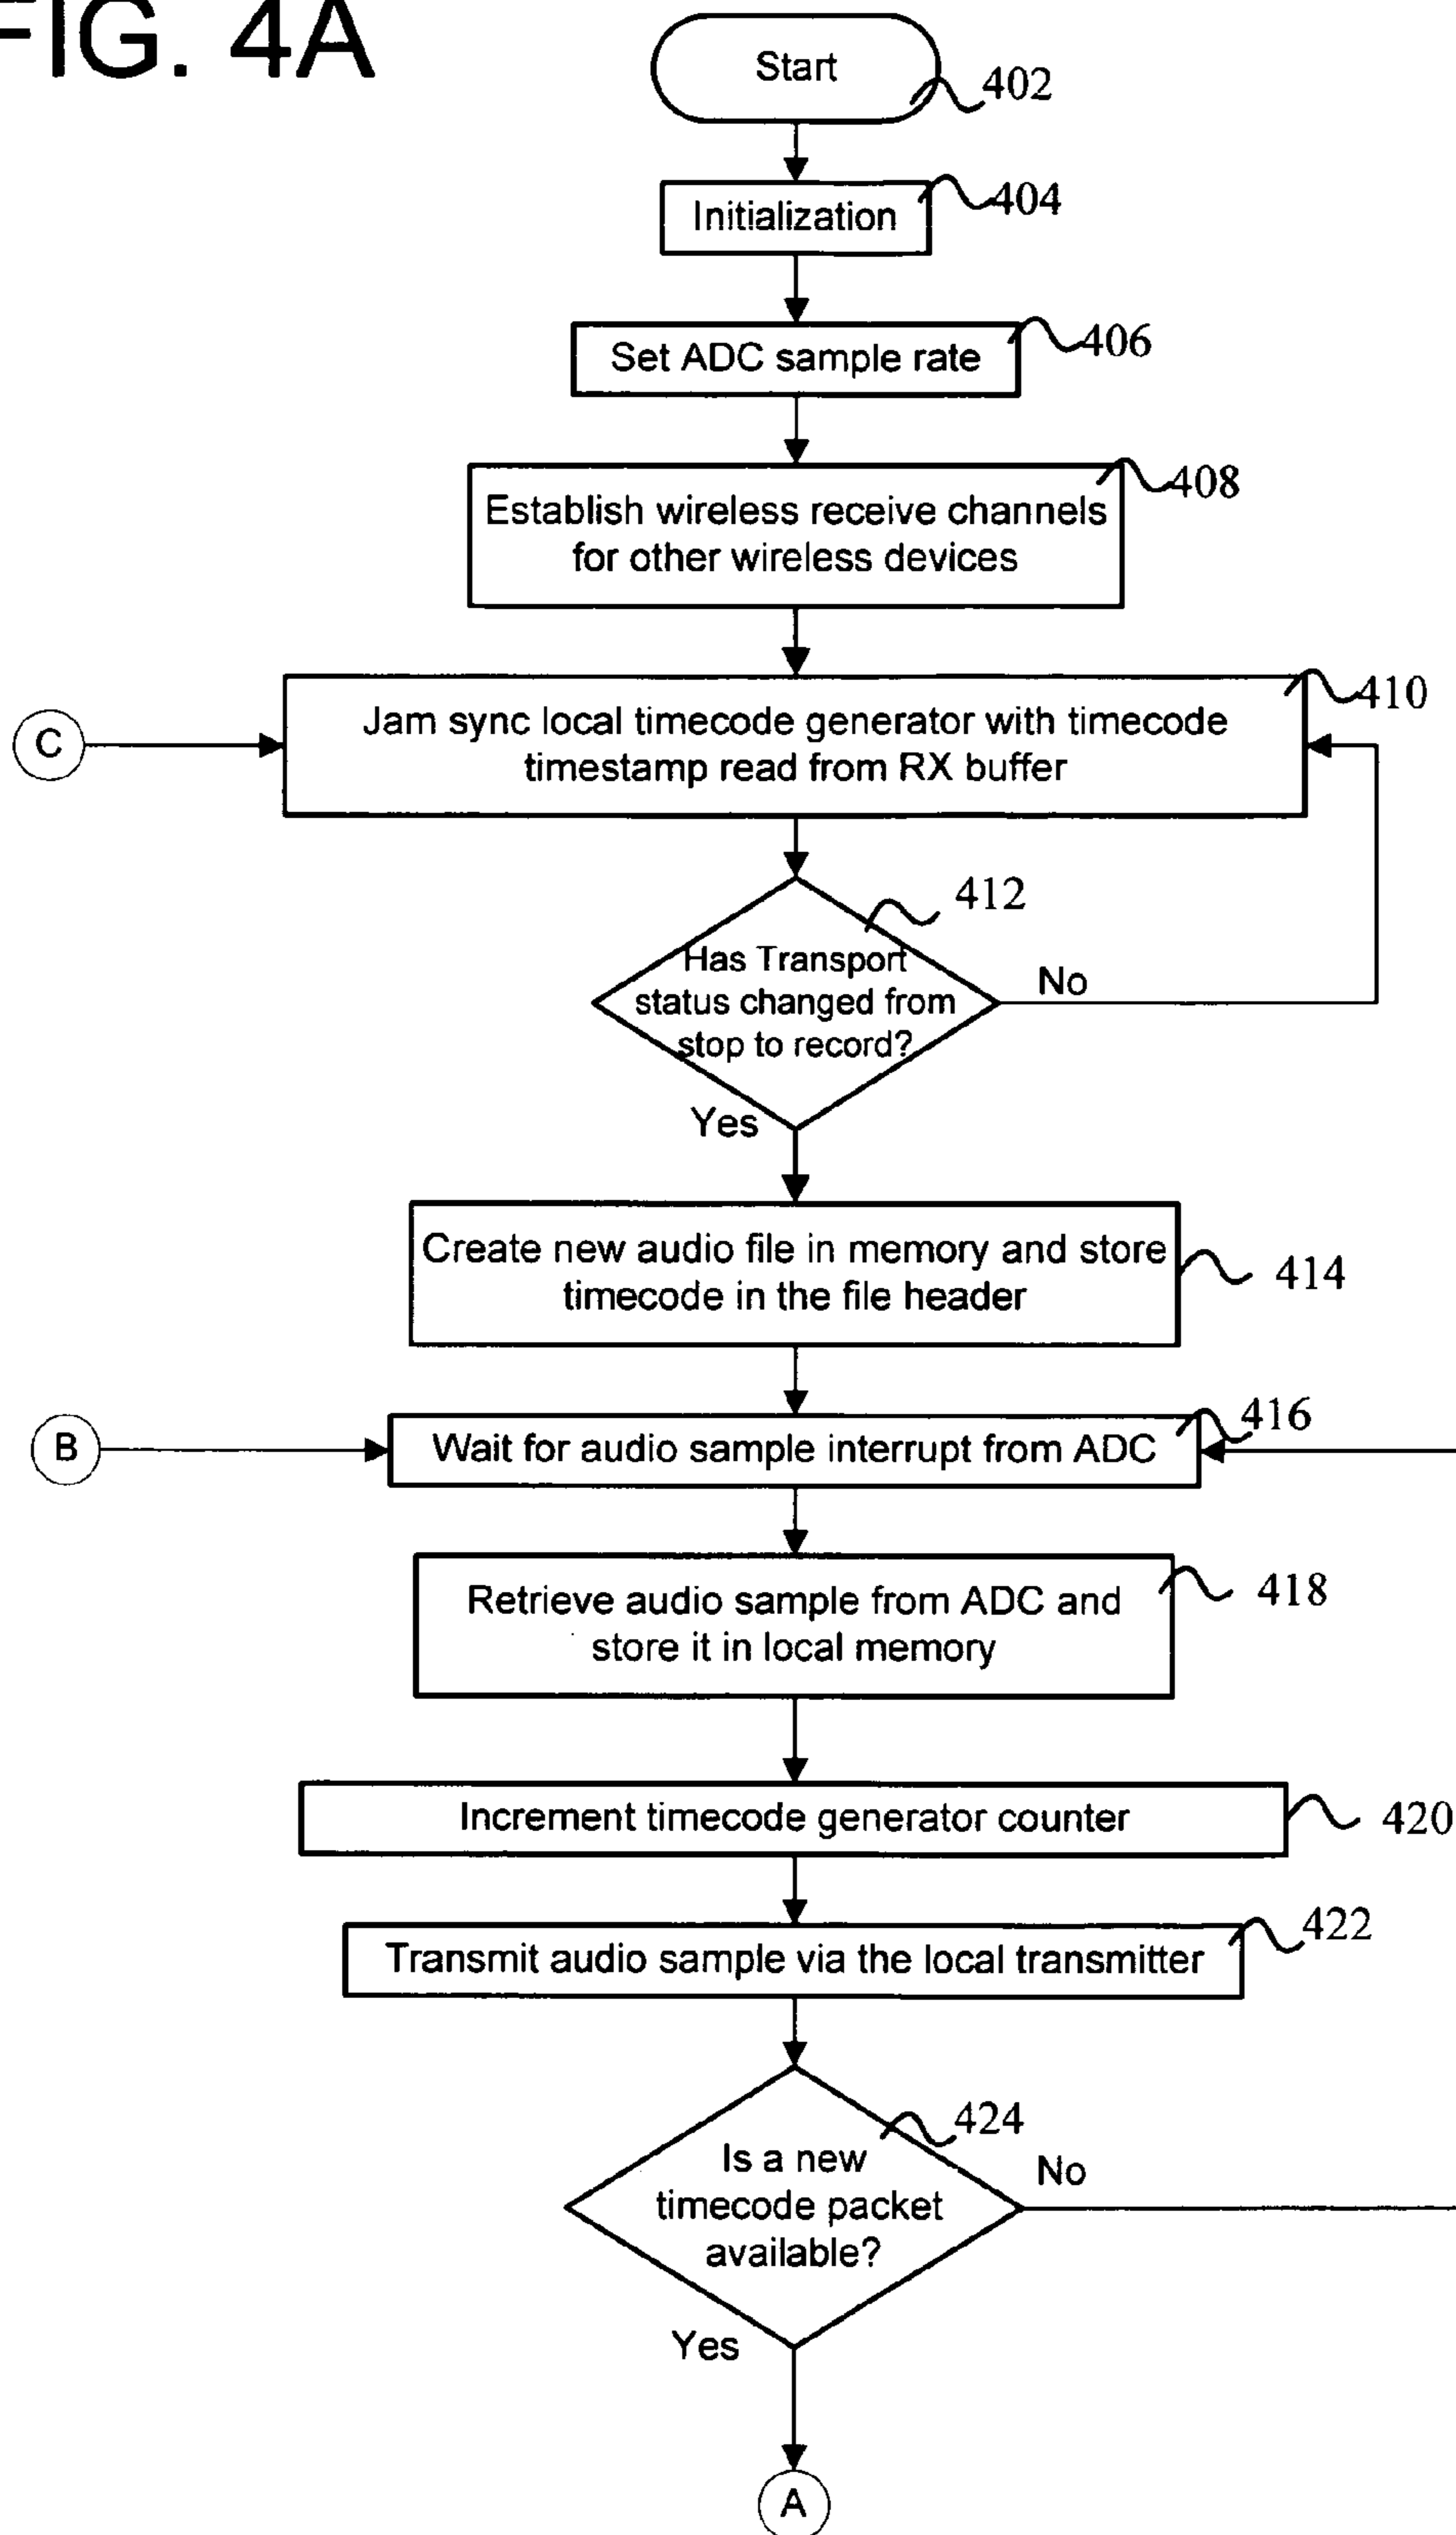 FIG. 4A
Start
402
Initialization
404
Set ADC sample rate
406
Establish wireless receive channels
for other wireless devices
408
C
Jam sync local timecode generator with timecode
timestamp read from RX buffer
410
Has Transport
status changed from
stop to record?
412
No
Yes
Create new audio file in memory and store
timecode in the file header
414
B
Wait for audio sample interrupt from ADC
416
Retrieve audio sample from ADC and
store it in local memory
418
Increment timecode generator counter
420
Transmit audio sample via the local transmitter
422
Is a new
timecode packet
available?
424
No
Yes
A